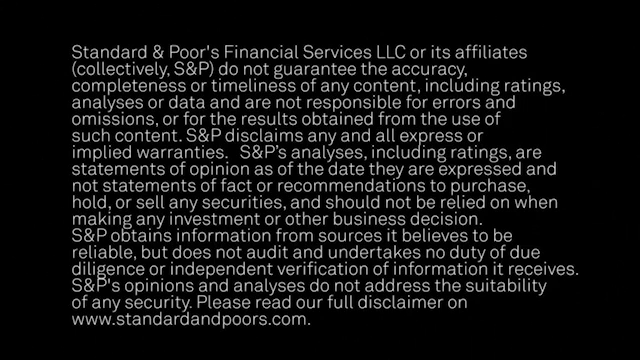 Standard & Poor's Financial Services LLC or its affiliates
(collectively, S&P) do not guarantee the accuracy,
completeness or timeliness of any content, including ratings,
analyses or data and are not responsible for errors and
omissions, or for the results obtained from the use of
such content. S&P disclaims any and all express or
implied warranties. S&P's analyses, including ratings, are
statements of opinion as of the date they are expressed and
not statements of fact or recommendations to purchase,
hold, or sell any securities, and should not be relied on when
making any investment or other business decision.
S&P obtains information from sources it believes to be
reliable, but does not audit and undertakes no duty of due
diligence or independent verification of information it receives.
S&P's opinions and analyses do not address the suitability
of any security. Please read our full disclaimer on
www.standardandpoors.com.